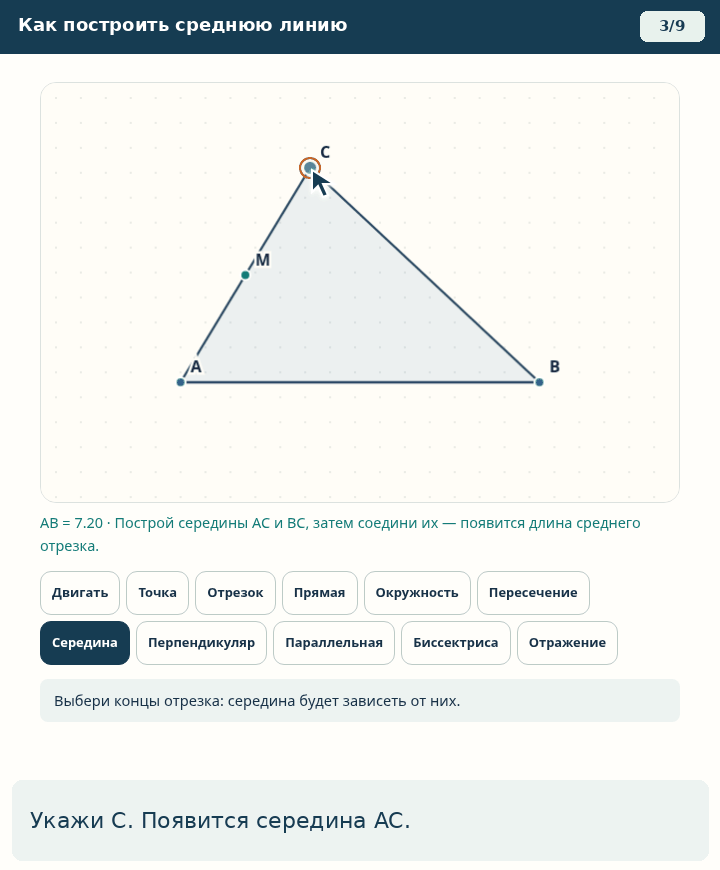 Как построить среднюю линию
3/9
C
M
A
B
AB = 7.20 · Построй середины AC и BC, затем соедини их — появится длина среднего
отрезка.
Двигать Точка Отрезок Прямая Окружность Пересечение
Середина Перпендикуляр Параллельная Биссектриса Отражение
Выбери концы отрезка: середина будет зависеть от них.
Укажи C. Появится середина AC.